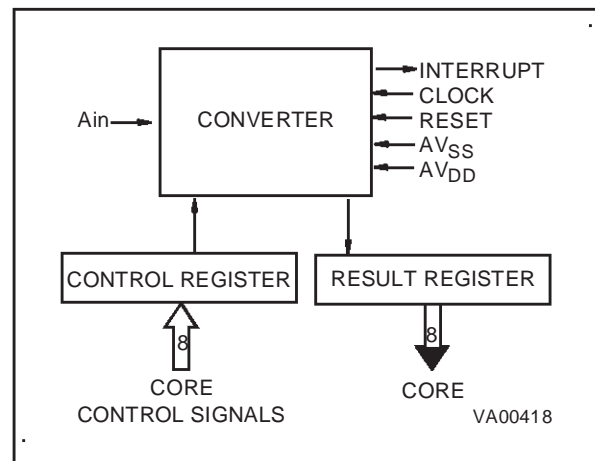 INTERRUPT
CLOCK
Ain
CONVERTER
RESET
AVSS
AVDD
CONTROL REGISTER
RESULT REGISTER
8
8
CORE
CONTROL SIGNALS
CORE
VA00418